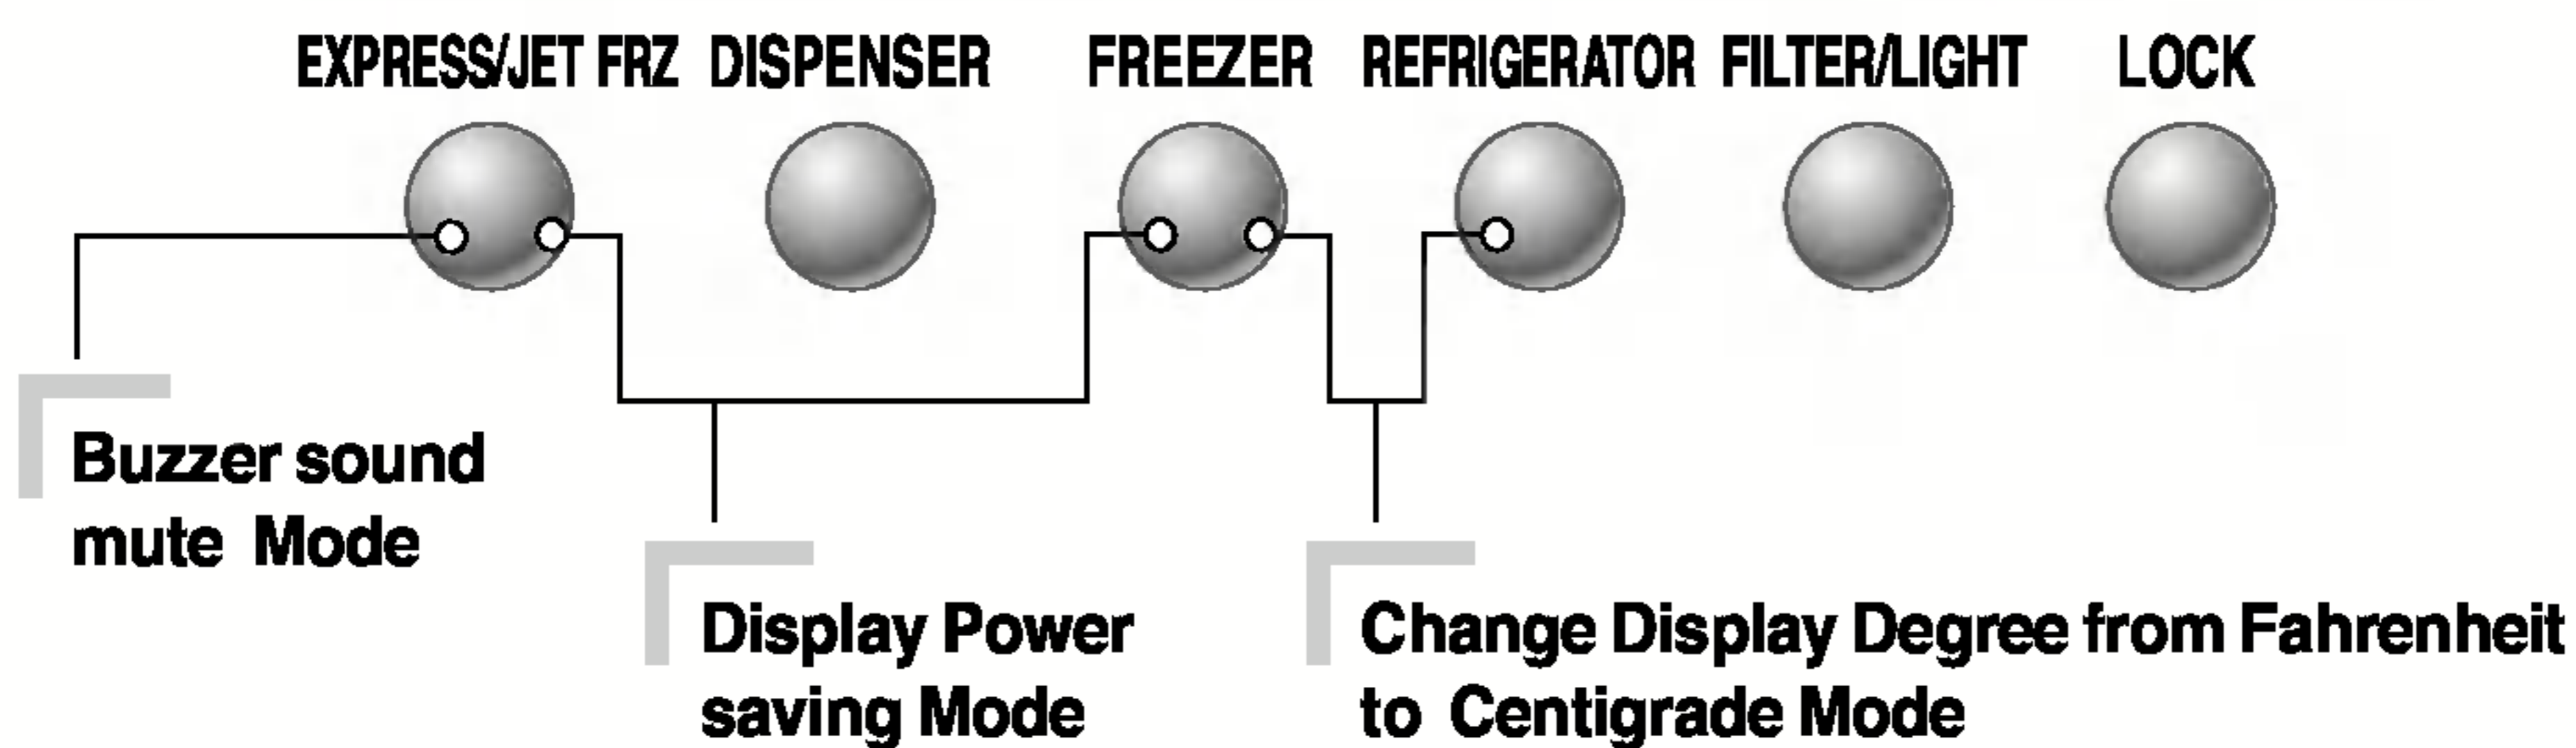 EXPRESS/JET FRZ DISPENSER FREEZER REFRIGERATOR FILTER/LIGHT LOCK
Buzzer sound
mute Mode
Display Power
saving Mode
Change Display Degree from Fahrenheit
to Centigrade Mode